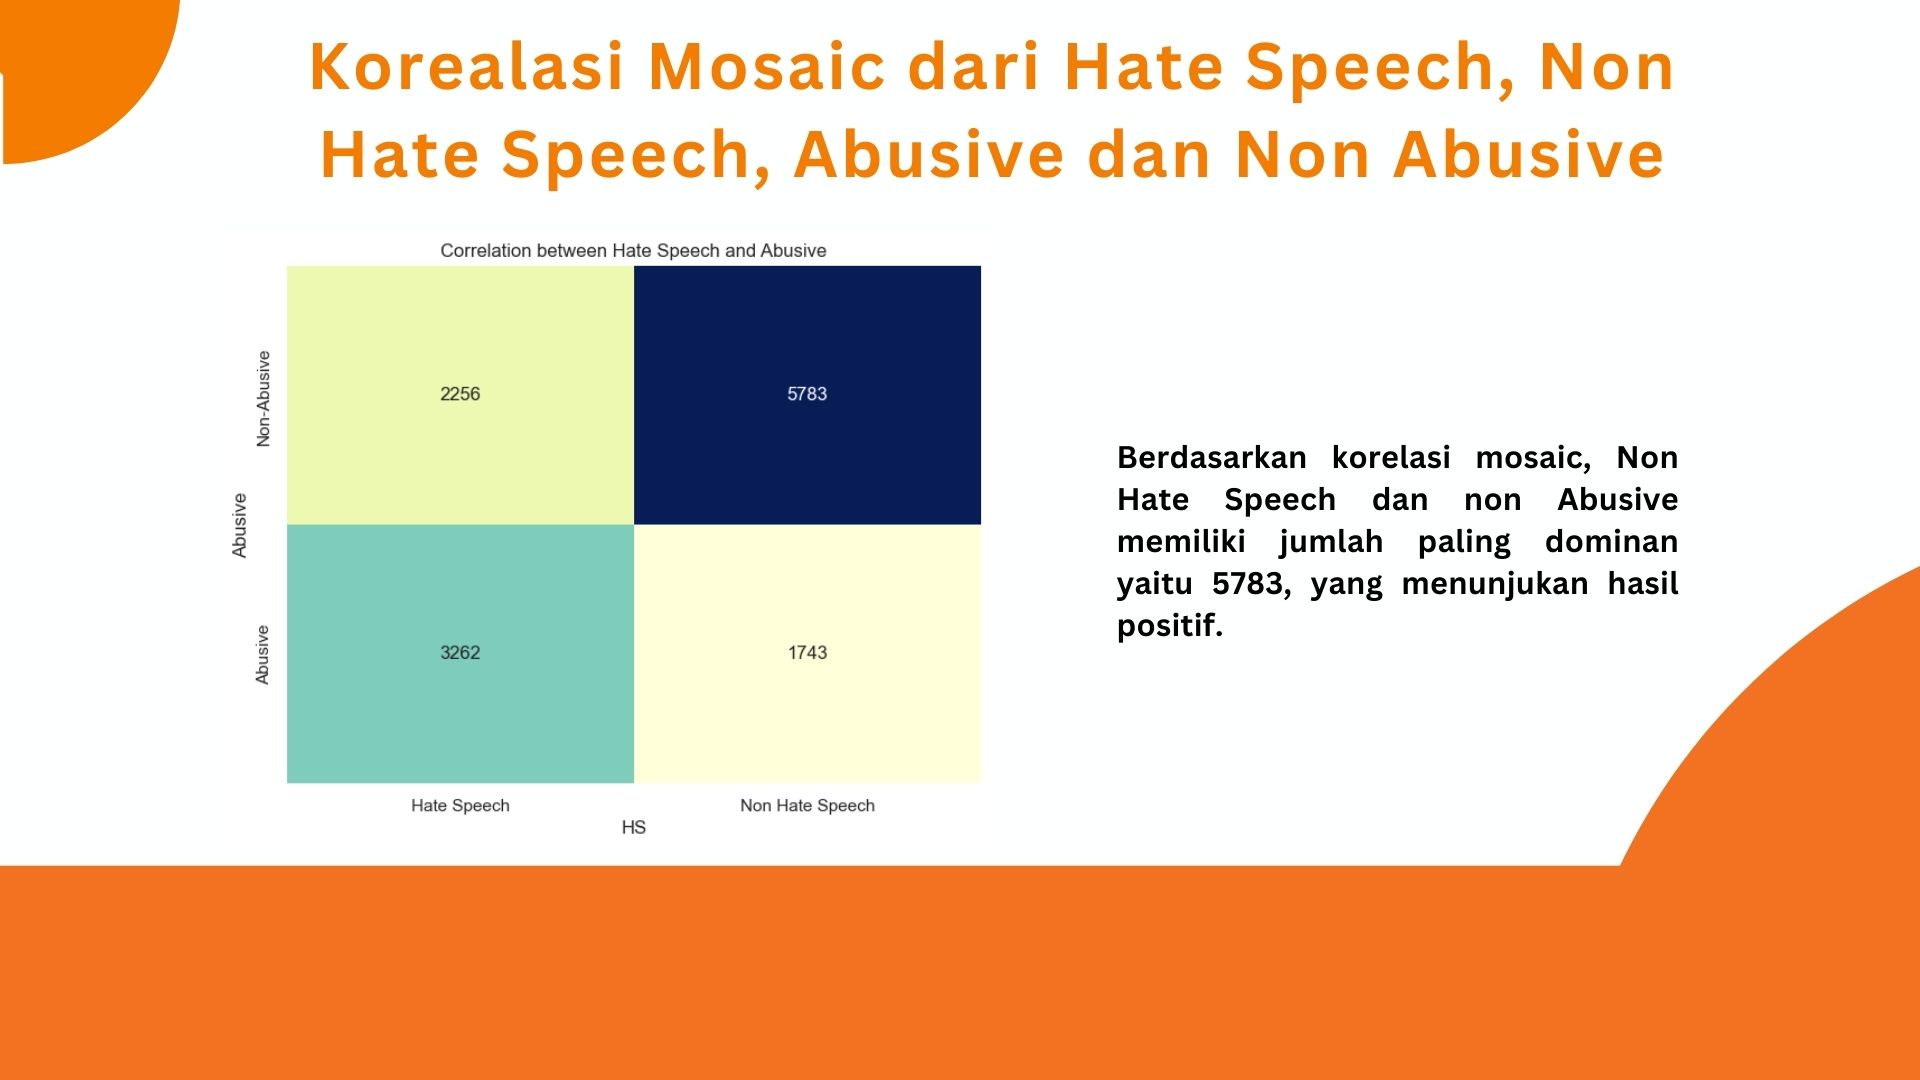 Korealasi Mosaic dari Hate Speech, Non
Hate Speech, Abusive dan Non Abusive
Correlation between Hate Speech and Abusive
Non-Abusive
2256
5783
Abusive
Abusive
3262
1743
Hate Speech
Non Hate Speech
HS
Berdasarkan korelasi mosaic, Non
Hate Speech dan non Abusive
memiliki jumlah paling dominan
yaitu 5783, yang menunjukan hasil
positif.